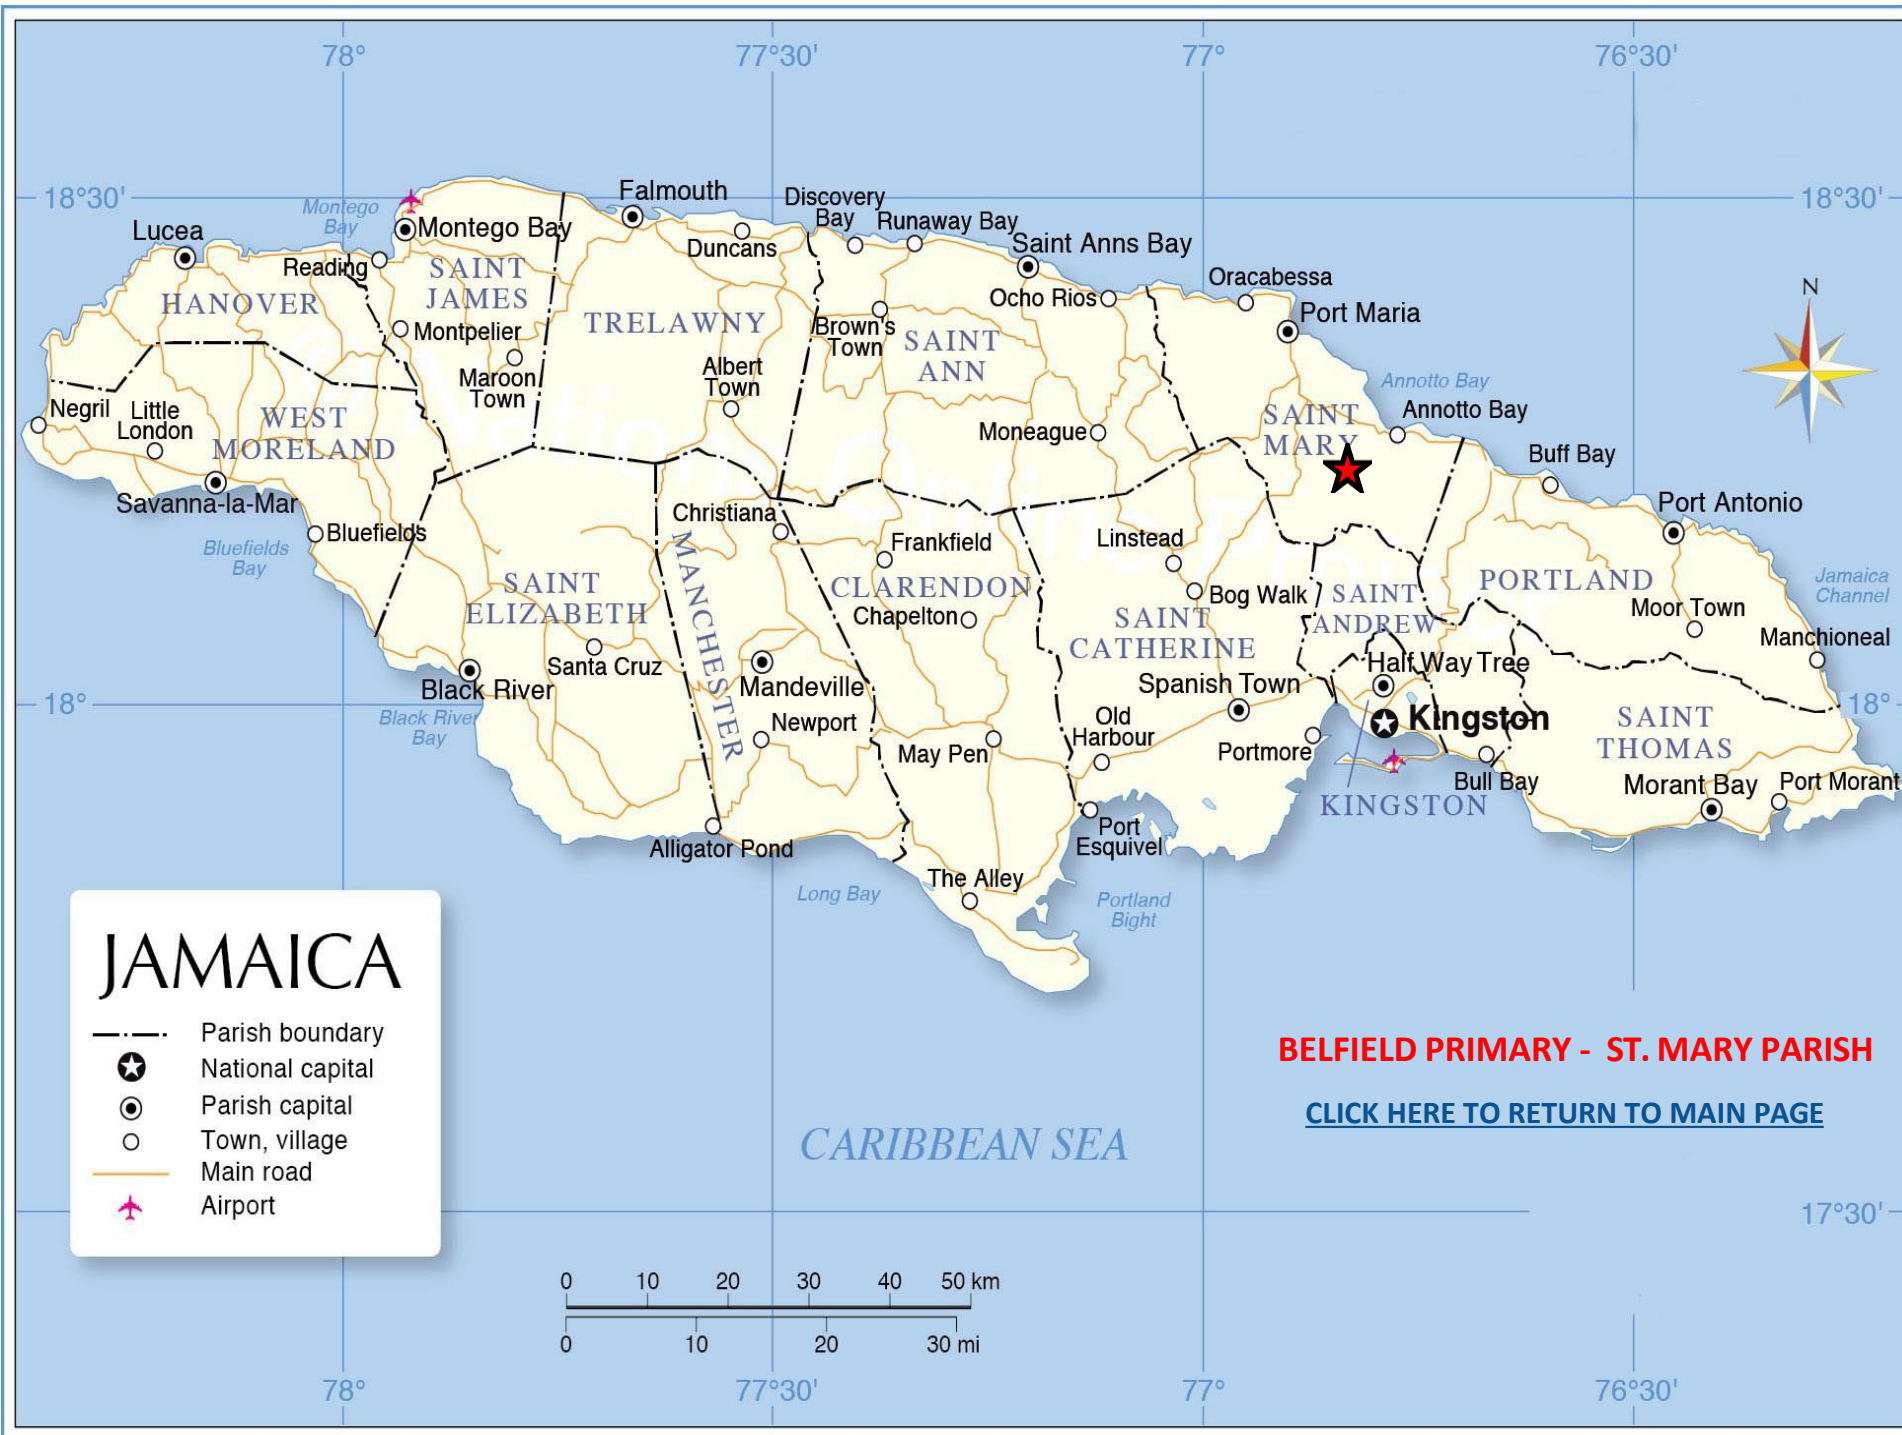 78°
77°30'
77°
76°30'
18°30'
18°30'
Montego
Bay
Lucea
Montego Bay
Falmouth
Discovery
Bay
Runaway Bay
Duncans
Saint Anns Bay
Reading
SAINT
JAMES
HANOVER
Ocho Rios
Oracabessa
Port Maria
N
Montpelier
TRELAWNY
Brown's
Town
SAINT
ANN
Maroon
Town
Albert
Town
Annotto Bay
Annotto Bay
Negril
Little
London
WEST
MORELAND
Moneague
SAINT
MARY
Buff Bay
Savanna-la-Mar
Port Antonio
Christiana
Bluefields
Bluefields
Bay
Frankfield
Linstead
MANCHESTER
SAINT
ELIZABETH
CLARENDON
Chapelton
Bog Walk
SAINT
ANDREW
PORTLAND
Moor Town
Jamaica
Channel
Manchioneal
SAINT
CATHERINE
Santa Cruz
Half Way Tree
Black River
Mandeville
Spanish Town
18°
18°
Black River
Bay
Newport
Old
Harbour
Kingston
SAINT
THOMAS
May Pen
Portmore
Bull Bay
Morant Bay
Port Morant
KINGSTON
Port
Esquivel
Alligator Pond
The Alley
Long Bay
Portland
Bight
JAMAICA
Parish boundary
National capital
Parish capital
Town, village
Main road
Airport
BELFIELD PRIMARY - ST. MARY PARISH
CLICK HERE TO RETURN TO MAIN PAGE
CARIBBEAN SEA
17°30'
0 10 20 30 40 50 km
0 10 20 30 mi
78°
77°30'
77°
76°30'